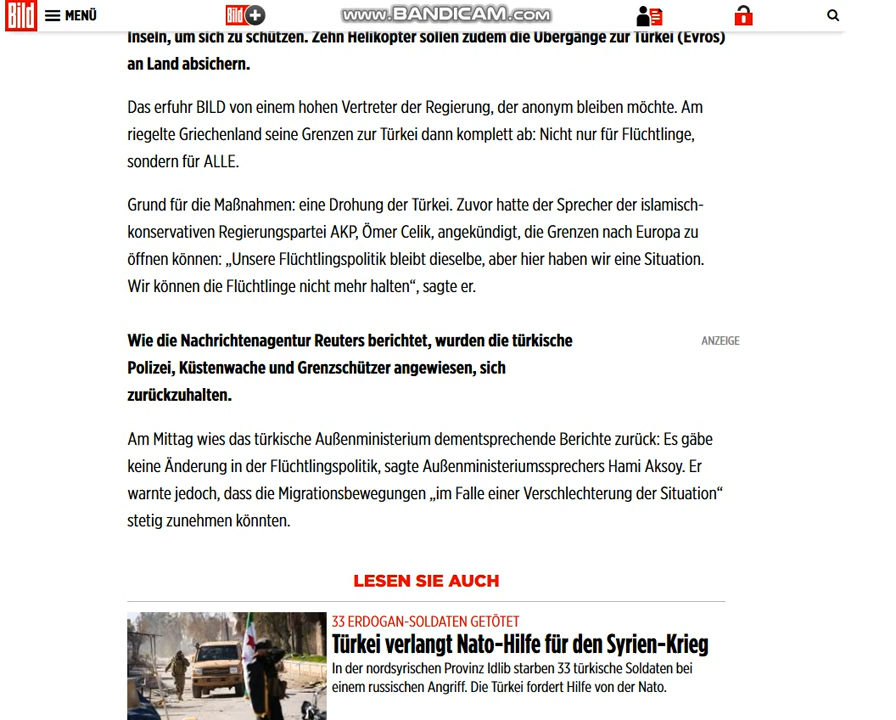 Bild
MENÜ
Bild+
www.BANDICAM.com
Inseln, um sich zu schützen. Zehn Helikopter sollen zudem die Übergänge zur Türkei (Evros)
an Land absichern.
Das erfuhr BILD von einem hohen Vertreter der Regierung, der anonym bleiben möchte. Am
riegelte Griechenland seine Grenzen zur Türkei dann komplett ab: Nicht nur für Flüchtlinge,
sondern für ALLE.
Grund für die Maßnahmen: eine Drohung der Türkei. Zuvor hatte der Sprecher der islamisch-
konservativen Regierungspartei AKP, Ömer Celik, angekündigt, die Grenzen nach Europa zu
öffnen können: „Unsere Flüchtlingspolitik bleibt dieselbe, aber hier haben wir eine Situation.
Wir können die Flüchtlinge nicht mehr halten“, sagte er.
Wie die Nachrichtenagentur Reuters berichtet, wurden die türkische
Polizei, Küstenwache und Grenzschützer angewiesen, sich
zurückzuhalten.
ANZEIGE
Am Mittag wies das türkische Außenministerium dementsprechende Berichte zurück: Es gäbe
keine Änderung in der Flüchtlingspolitik, sagte Außenministeriumssprechers Hami Aksoy. Er
warnte jedoch, dass die Migrationsbewegungen „im Falle einer Verschlechterung der Situation“
stetig zunehmen könnten.
LESEN SIE AUCH
33 ERDOGAN-SOLDATEN GETÖTET
Türkei verlangt Nato-Hilfe für den Syrien-Krieg
In der nordsyrischen Provinz Idlib starben 33 türkische Soldaten bei
einem russischen Angriff. Die Türkei fordert Hilfe von der Nato.